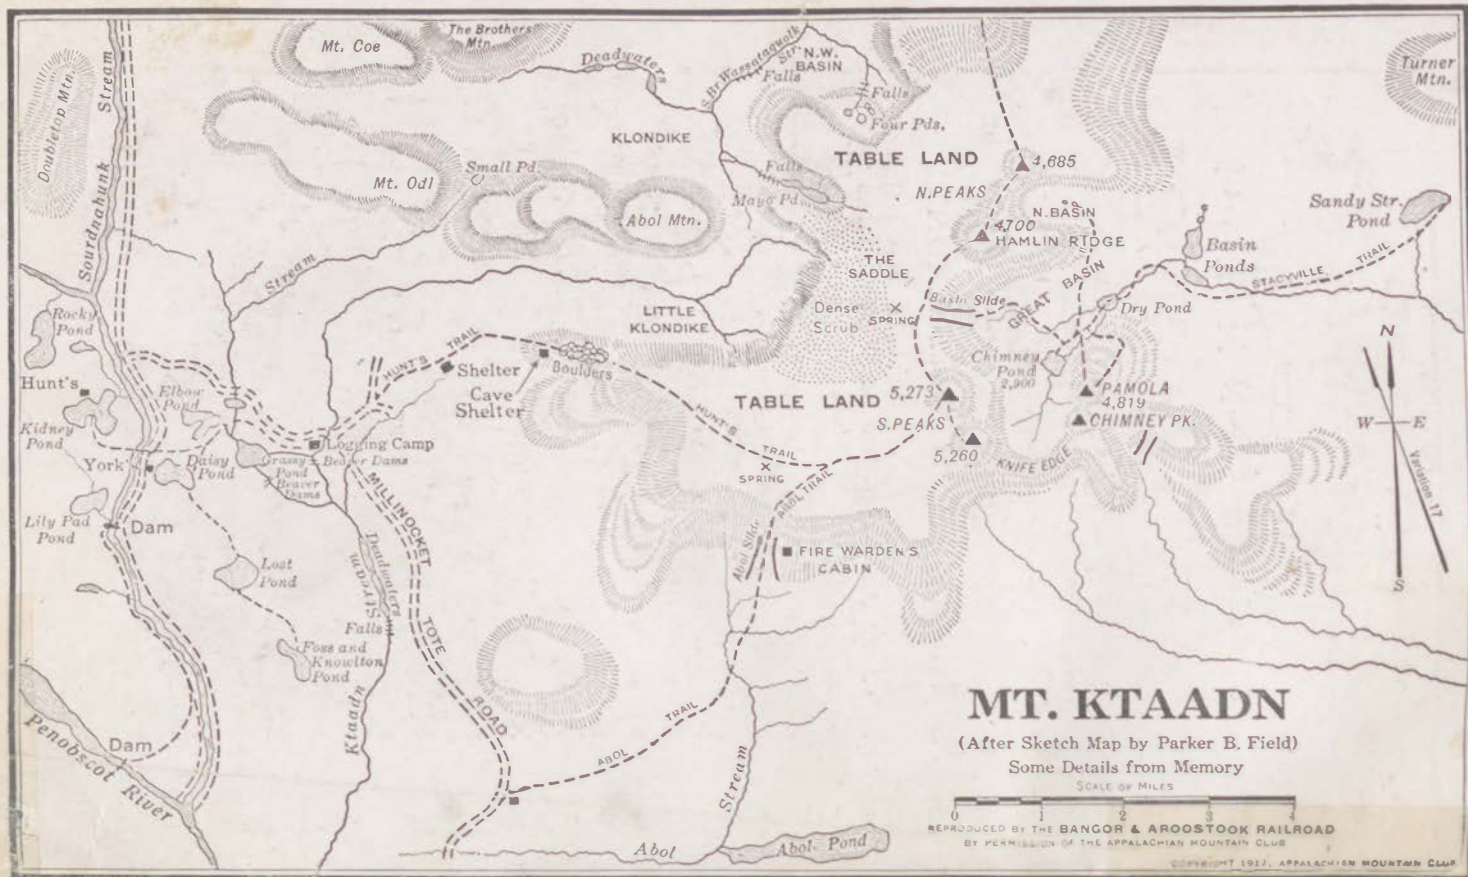 Mt. Coe
The Brothers
Mtn.
Deadwaters
S. Br. Wassataquoik
Str.
N.W.
BASIN
Falls
Falls
Four Pds.
Turner
Mtn.
Doubletop Mtn.
Sourdnahunk
Stream
KLONDIKE
Mt. Odl
Small Pd.
Abol Mtn.
Falls
Mayo Pd.
TABLE LAND
4,685
N. PEAKS
N. BASIN
4,700
HAMLIN RIDGE
Sandy Str.
Pond
Basin
Ponds
STACYVILLE
TRAIL
Stream
THE
SADDLE
GREAT BASIN
Basin Slide
SPRING
Dense
Scrub
Dry Pond
LITTLE
KLONDIKE
Rocky
Pond
HUNT'S
TRAIL
Shelter
Cave
Shelter
Boulders
Chimney
Pond
2,900
Hunt's
Elbow
Pond
Kidney
Pond
TABLE LAND
5,273
S. PEAKS
5,260
PAMOLA
4,819
CHIMNEY PK.
KNIFE EDGE
HUNT'S
TRAIL
SPRING
ABOL TRAIL
N
W
E
S
Variation 17
York
Daisy
Pond
Logging Camp
Grassy
Pond
Beaver Dams
Beaver
Dams
Lily Pad
Pond
Dam
MILLINOCKET
TOTE
ROAD
Deadwaters
Stream
Falls
Ktaadn
Lost
Pond
Foss and
Knowlton
Pond
Abol Slide
FIRE WARDEN'S
CABIN
Penobscot River
Dam
ABOL
TRAIL
Stream
Abol
Abol Pond
MT. KTAADN
(After Sketch Map by Parker B. Field)
Some Details from Memory
SCALE OF MILES
0 1 2 3 4
REPRODUCED BY THE BANGOR & AROOSTOOK RAILROAD
BY PERMISSION OF THE APPALACHIAN MOUNTAIN CLUB
COPYRIGHT 1917, APPALACHIAN MOUNTAIN CLUB